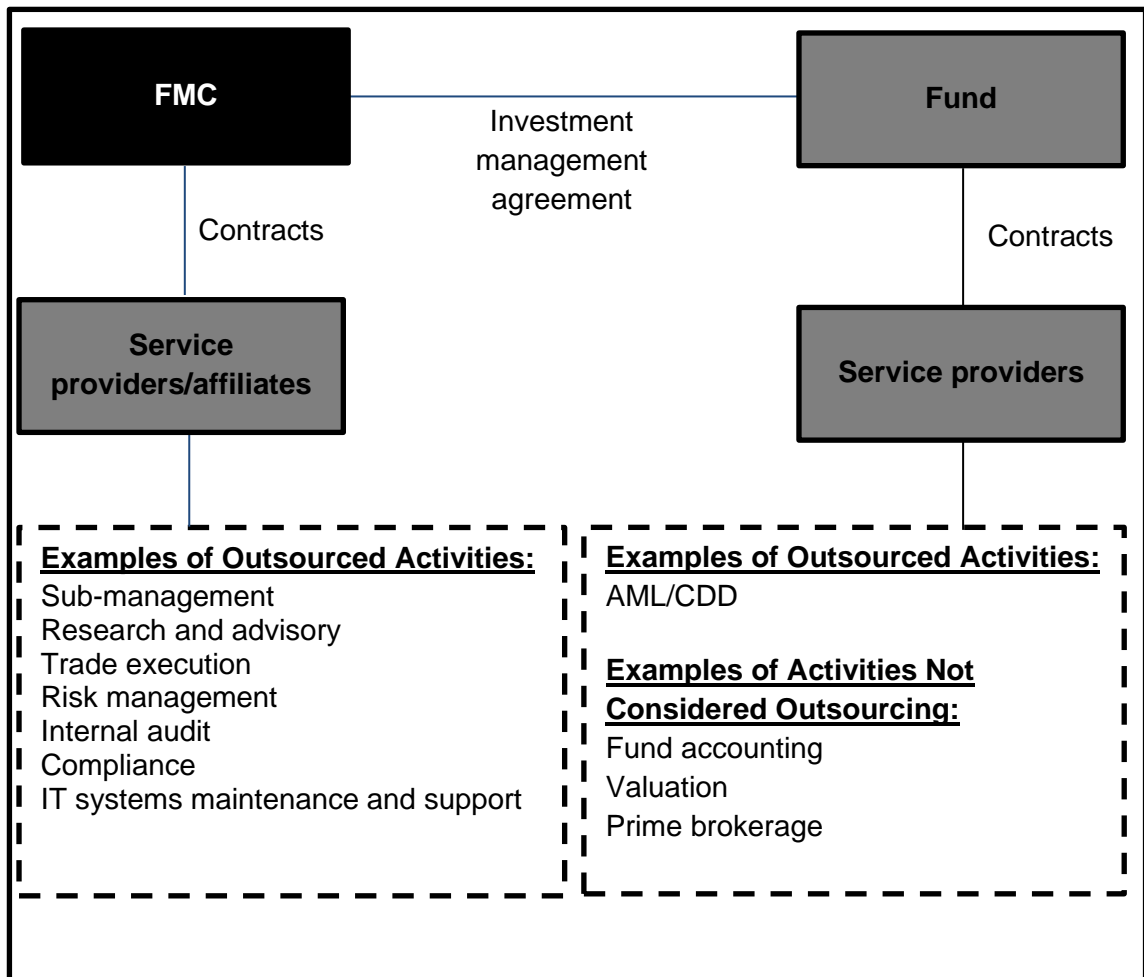 FMC
Fund
Investment
management
agreement
Contracts
Contracts
Service
providers/affiliates
Service providers
Examples of Outsourced Activities:
Sub-management
Research and advisory
Trade execution
Risk management
Internal audit
Compliance
IT systems maintenance and support
Examples of Outsourced Activities:
AML/CDD
Examples of Activities Not
Considered Outsourcing:
Fund accounting
Valuation
Prime brokerage